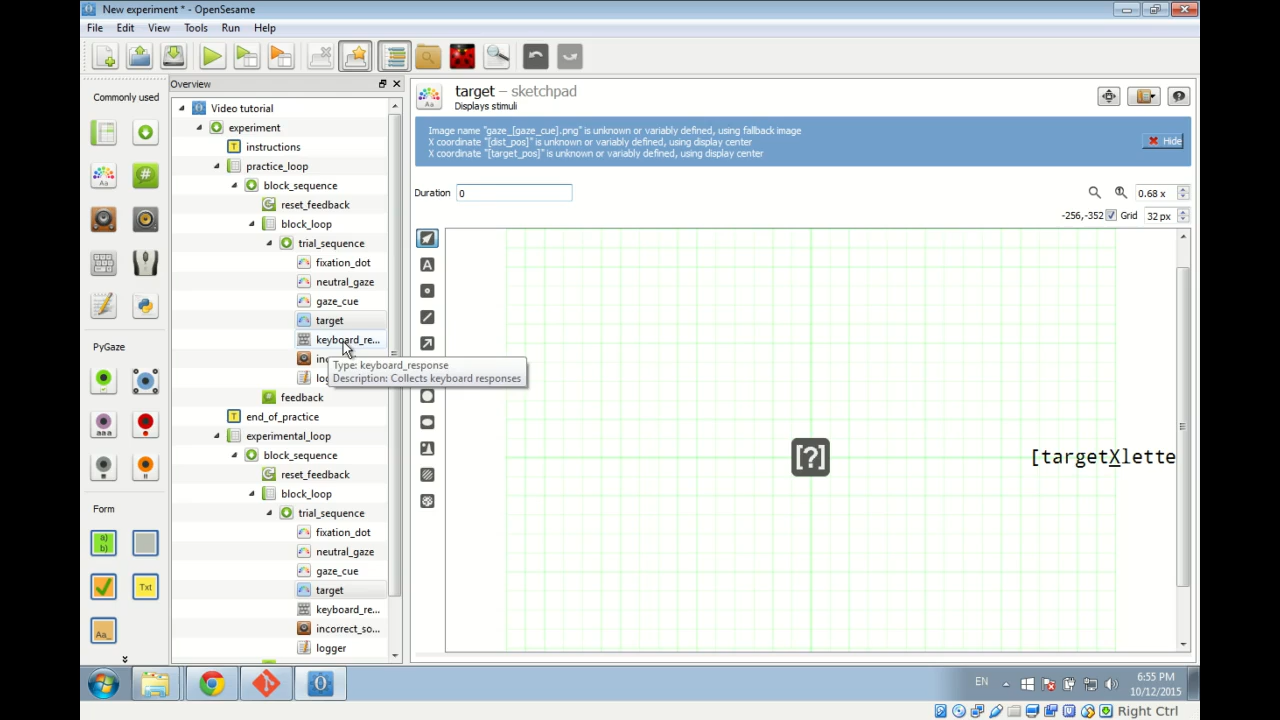 New experiment * - OpenSesame
File Edit View Tools Run Help
Commonly used
Aa
#
PyGaze
aaa
Form
a)
b)
Txt
Aa_
Overview
Video tutorial
experiment
T instructions
practice_loop
block_sequence
reset_feedback
block_loop
trial_sequence
fixation_dot
neutral_gaze
gaze_cue
target
keyboard_re...
Type: keyboard_response
Description: Collects keyboard responses
# feedback
T end_of_practice
experimental_loop
block_sequence
reset_feedback
block_loop
trial_sequence
fixation_dot
neutral_gaze
gaze_cue
target
keyboard_re...
incorrect_so...
logger
Aa
target – sketchpad
Displays stimuli
Image name "gaze_[gaze_cue].png" is unknown or variably defined, using fallback image
X coordinate "[dist_pos]" is unknown or variably defined, using display center
X coordinate "[target_pos]" is unknown or variably defined, using display center
Hide
Duration 0
0.68 x
-256,-352 Grid 32 px
A
[?]
[targetXlette
EN
6:55 PM
10/12/2015
Right Ctrl